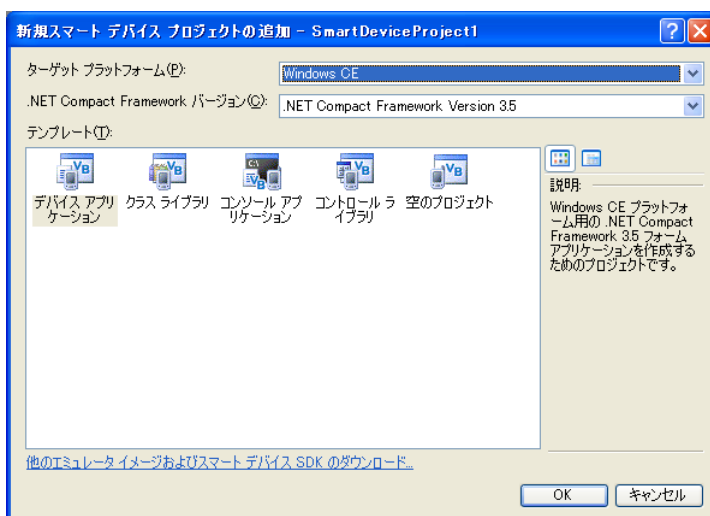 新規スマート デバイス プロジェクトの追加 - SmartDeviceProject1
ターゲット プラットフォーム(P):
Windows CE
.NET Compact Framework バージョン(C):
.NET Compact Framework Version 3.5
テンプレート(T):
デバイス アプリ
ケーション
クラス ライブラリ
コンソール アプ
リケーション
コントロール ラ
イブラリ
空のプロジェクト
説明:
Windows CE プラットフォ
ーム用の .NET Compact
Framework 3.5 フォーム
アプリケーションを作成する
ためのプロジェクトです。
他のエミュレータ イメージおよびスマート デバイス SDK のダウンロード...
OK
キャンセル